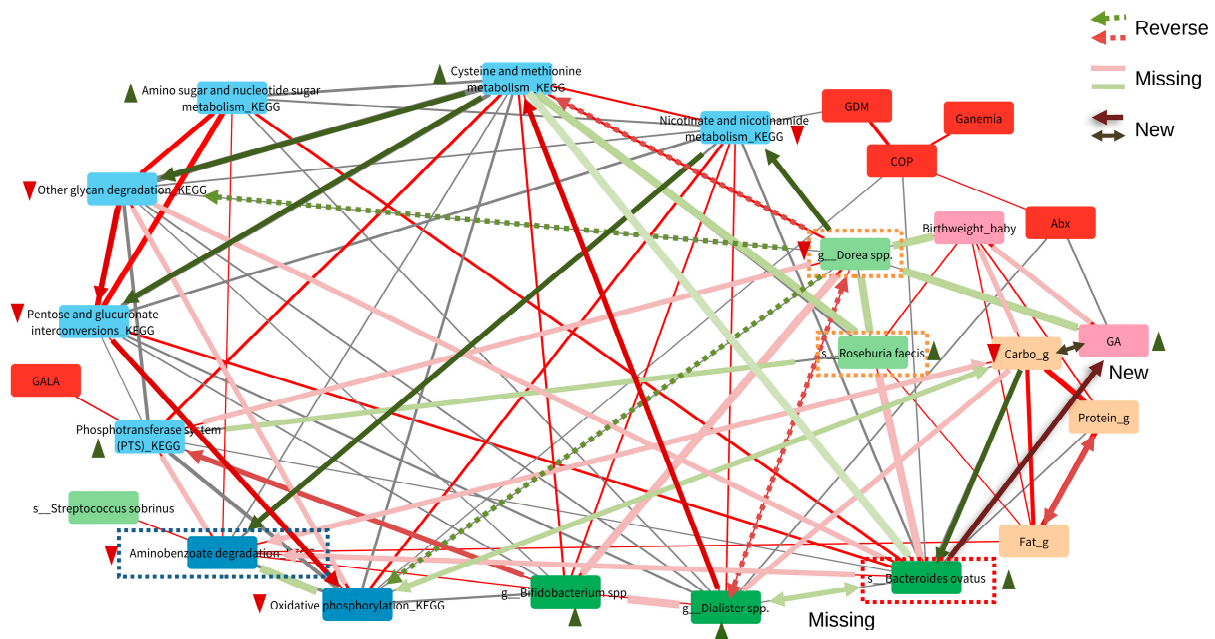 Reverse
Missing
New
Cysteine and methionine
metabolism_KEGG
Amino sugar and nucleotide sugar
metabolism_KEGG
Nicotinate and nicotinamide
metabolism_KEGG
GDM
Ganemia
COP
Other glycan degradation_KEGG
Abx
Birthweight_baby
g__Dorea spp.
Pentose and glucuronate
interconversions_KEGG
GA
s__Roseburia faecis
Carbo_g
New
GALA
Protein_g
Phosphotransferase system
(PTS)_KEGG
s__Streptococcus sobrinus
Fat_g
Aminobenzoate degradation_KEGG
s__Bacteroides ovatus
g__Bifidobacterium spp
Oxidative phosphorylation_KEGG
g__Dialister spp.
Missing